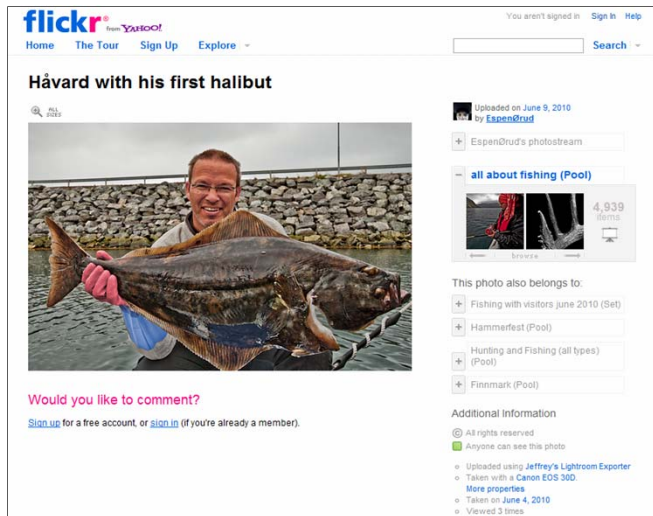 flickr from YAHOO!
You aren't signed in Sign In Help
Home The Tour Sign Up Explore
Search
Håvard with his first halibut
ALL SIZES
Uploaded on June 9, 2010
by EspenØrud
EspenØrud's photostream
all about fishing (Pool)
4,939
items
browse
This photo also belongs to:
Fishing with visitors june 2010 (Set)
Hammerfest (Pool)
Hunting and Fishing (all types)
(Pool)
Finnmark (Pool)
Would you like to comment?
Sign up for a free account, or sign in (if you're already a member).
Additional Information
© All rights reserved
Anyone can see this photo
Uploaded using Jeffrey's Lightroom Exporter
Taken with a Canon EOS 30D.
More properties
Taken on June 4, 2010
Viewed 3 times